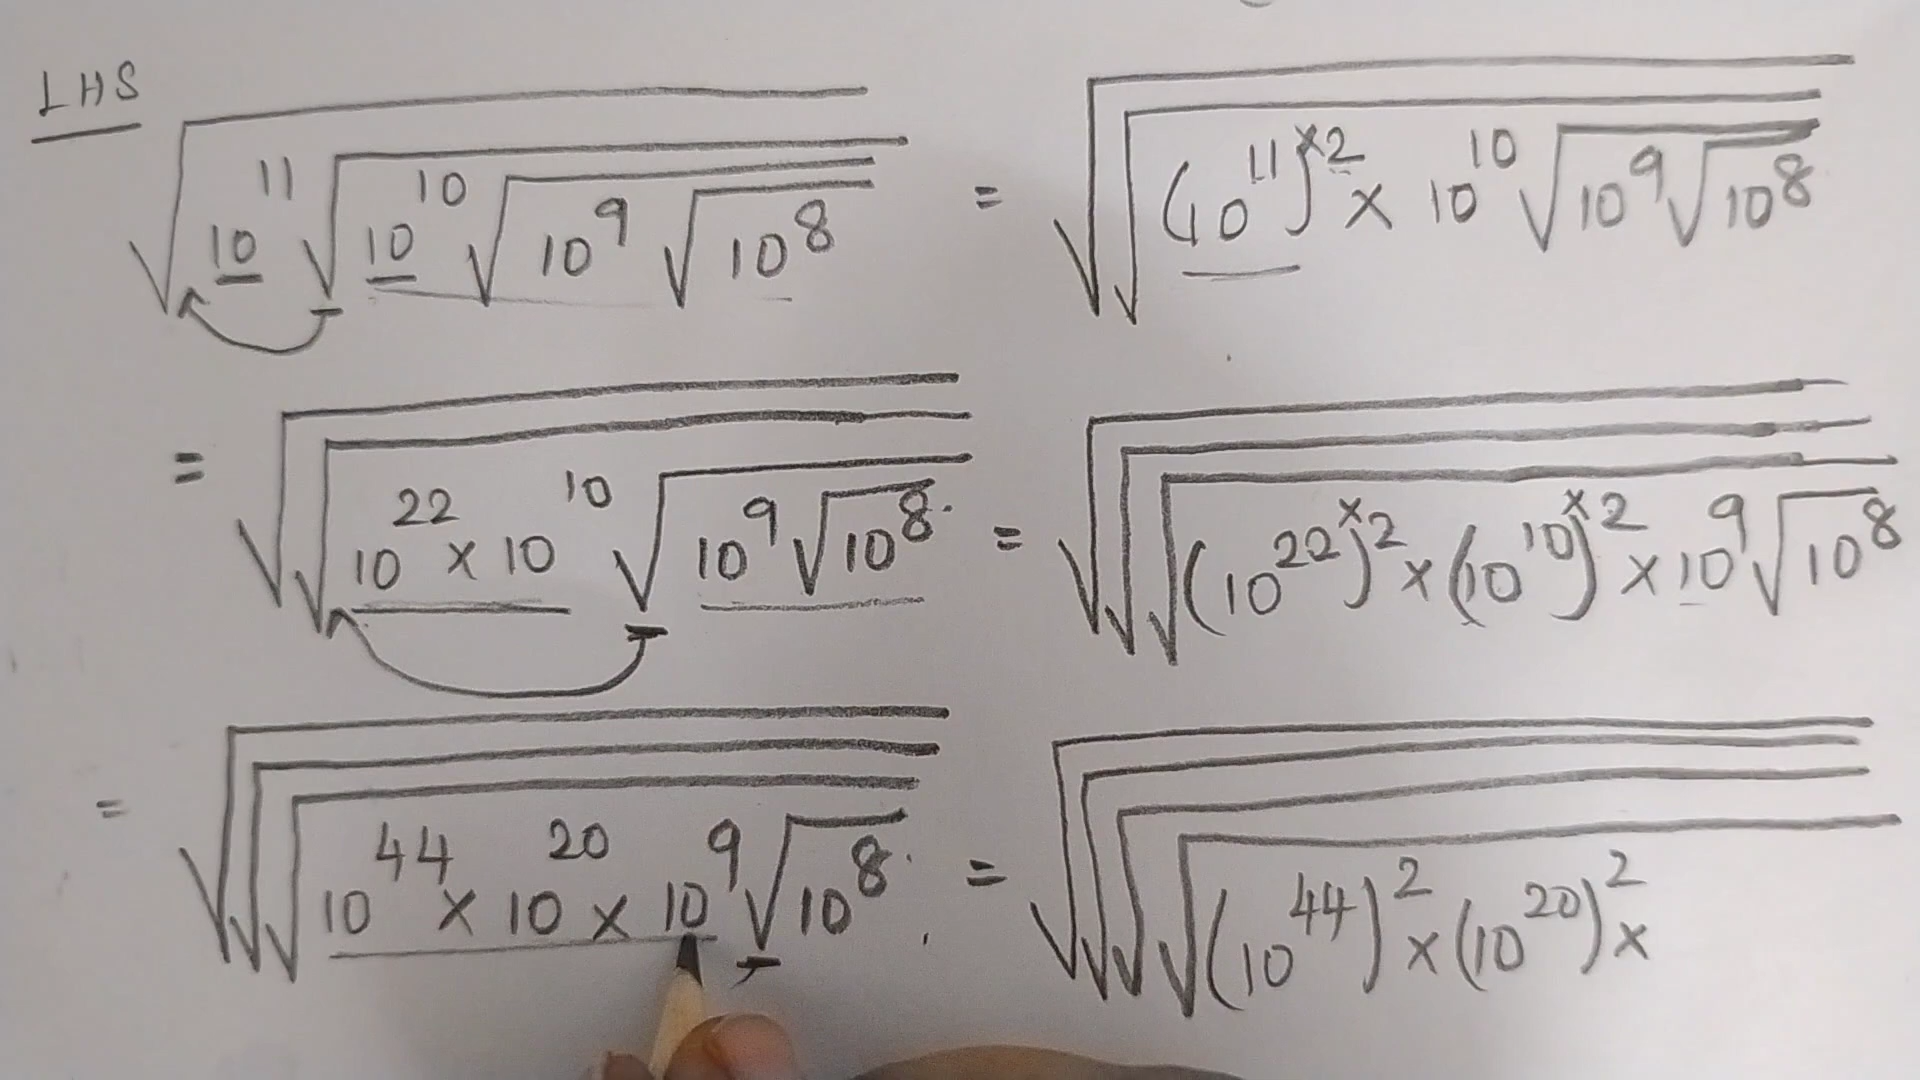 LHS
√(10^11 √(10^10 √(10^9 √(10^8)))) = √(√((10^11)^×2 × 10^10 √(10^9 √(10^8))))
= √(√(10^22 × 10^10 √(10^9 √(10^8)))) = √(√(√((10^22)^×2 × (10^10)^×2 × 10^9 √(10^8))))
= √(√(√(10^44 × 10^20 × 10^9 √(10^8)))) = √(√(√(√((10^44)^2 × (10^20)^2 ×